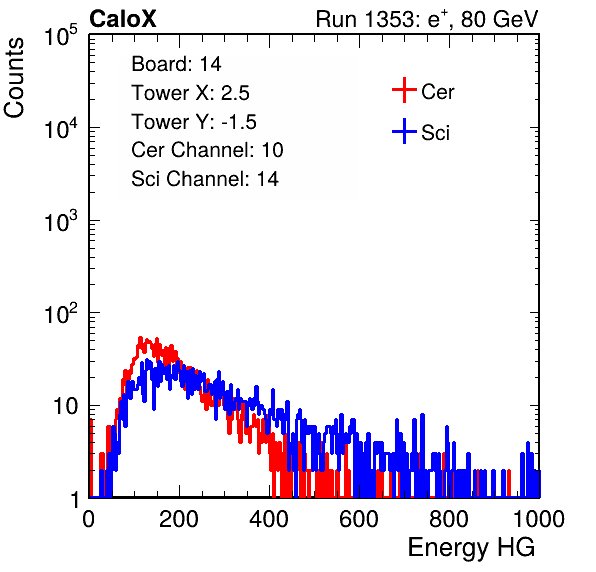 CaloX Run 1353: e⁺, 80 GeV
Counts
10⁵
10⁴
10³
10²
10
1
Board: 14
Tower X: 2.5
Tower Y: -1.5
Cer Channel: 10
Sci Channel: 14
Cer
Sci
0 200 400 600 800 1000
Energy HG